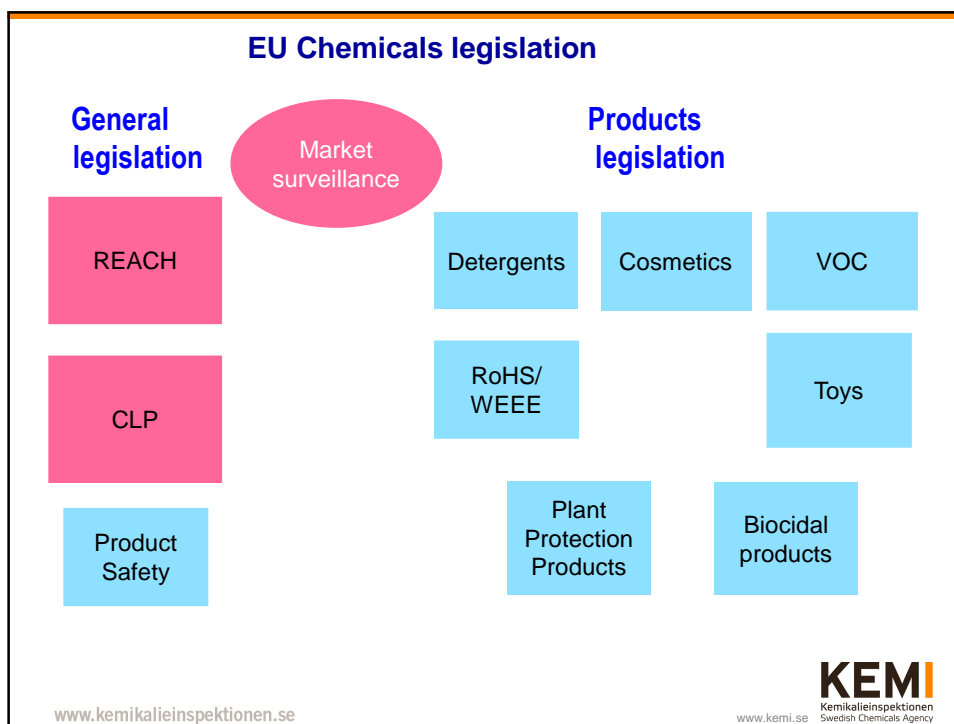 EU Chemicals legislation
General
legislation
Market
surveillance
Products
legislation
REACH
Detergents
Cosmetics
VOC
CLP
RoHS/
WEEE
Toys
Product
Safety
Plant
Protection
Products
Biocidal
products
www.kemikalieinspektionen.se
www.kemi.se
KEMI
Kemikalieinspektionen
Swedish Chemicals Agency